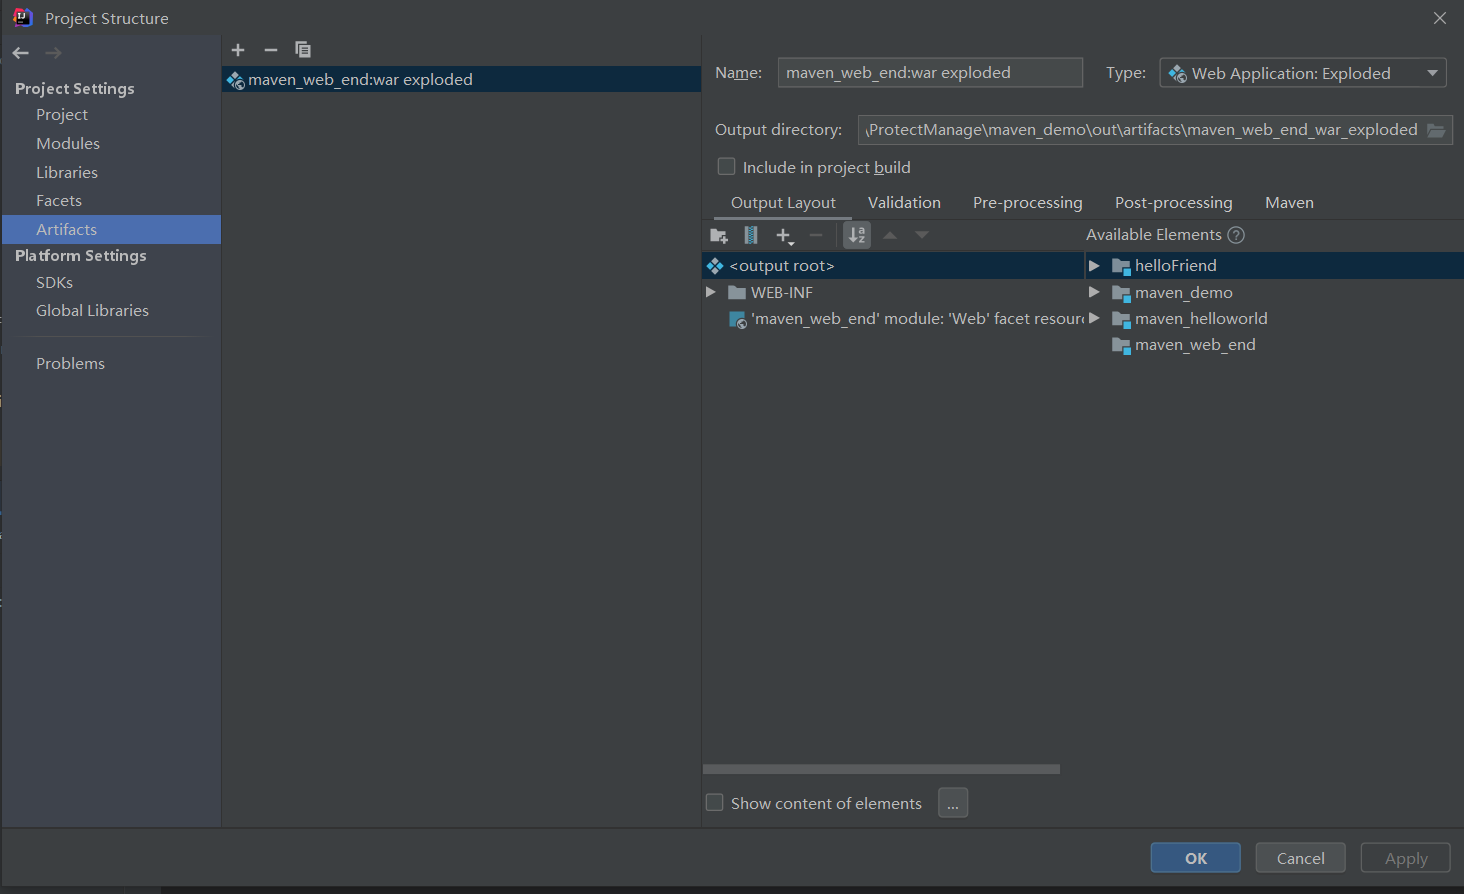 Project Structure
Project Settings
Project
Modules
Libraries
Facets
Artifacts
Platform Settings
SDKs
Global Libraries
Problems
maven_web_end:war exploded
Name: maven_web_end:war exploded Type: Web Application: Exploded
Output directory: \ProtectManage\maven_demo\out\artifacts\maven_web_end_war_exploded
Include in project build
Output Layout Validation Pre-processing Post-processing Maven
Available Elements
<output root>
WEB-INF
'maven_web_end' module: 'Web' facet resour
helloFriend
maven_demo
maven_helloworld
maven_web_end
Show content of elements ...
OK Cancel Apply